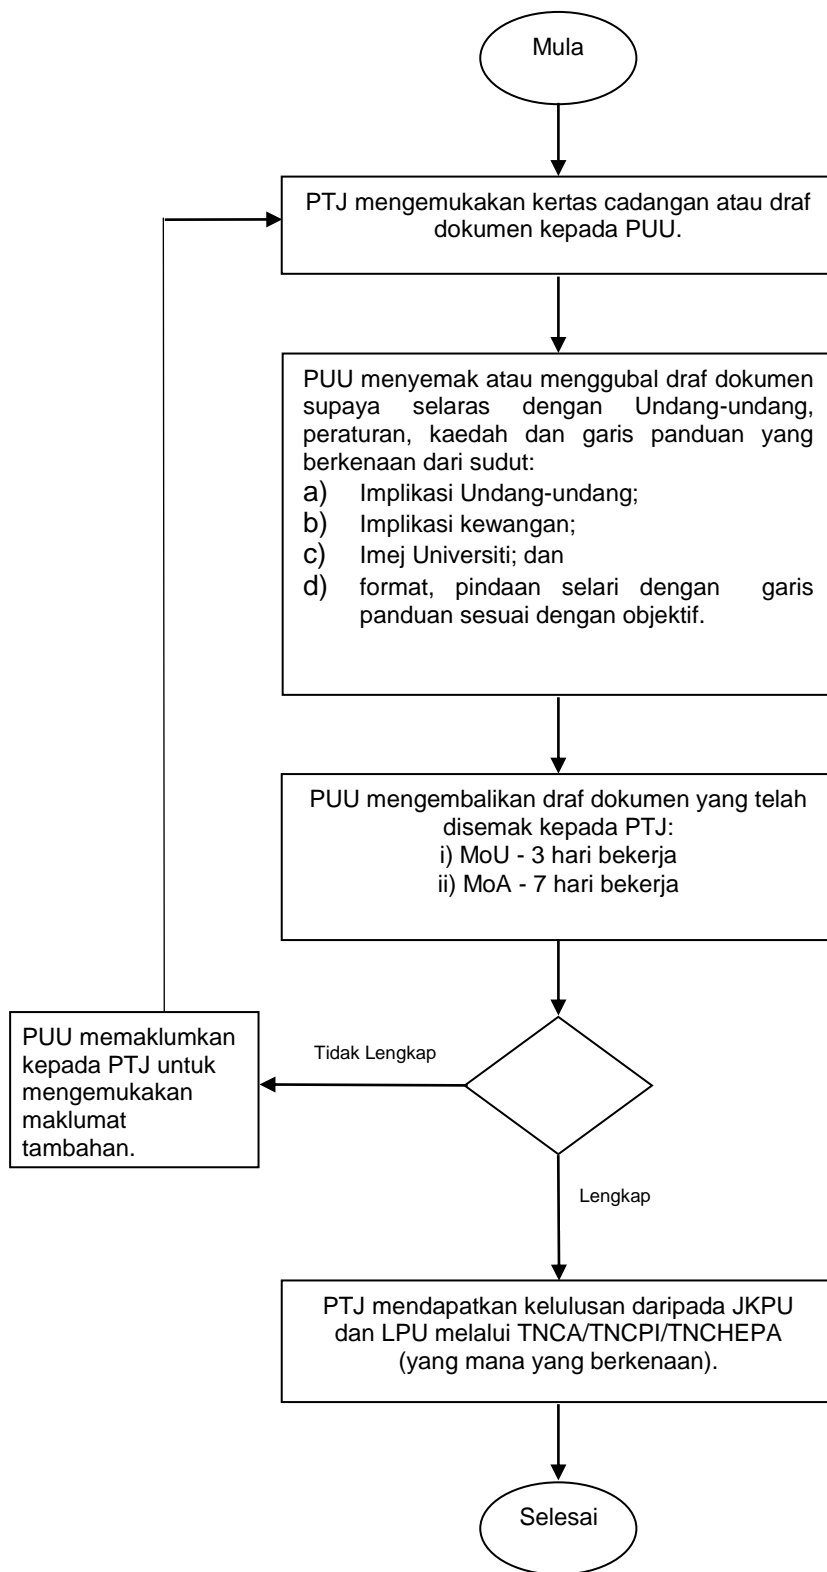 Mula
PTJ mengemukakan kertas cadangan atau draf
dokumen kepada PUU.
PUU menyemak atau menggubal draf dokumen
supaya selaras dengan Undang-undang,
peraturan, kaedah dan garis panduan yang
berkenaan dari sudut:
a) Implikasi Undang-undang;
b) Implikasi kewangan;
c) Imej Universiti; dan
d) format, pindaan selari dengan garis
panduan sesuai dengan objektif.
PUU mengembalikan draf dokumen yang telah
disemak kepada PTJ:
i) MoU - 3 hari bekerja
ii) MoA - 7 hari bekerja
Tidak Lengkap
PUU memaklumkan
kepada PTJ untuk
mengemukakan
maklumat
tambahan.
Lengkap
PTJ mendapatkan kelulusan daripada JKPU
dan LPU melalui TNCA/TNCPI/TNCHEPA
(yang mana yang berkenaan).
Selesai